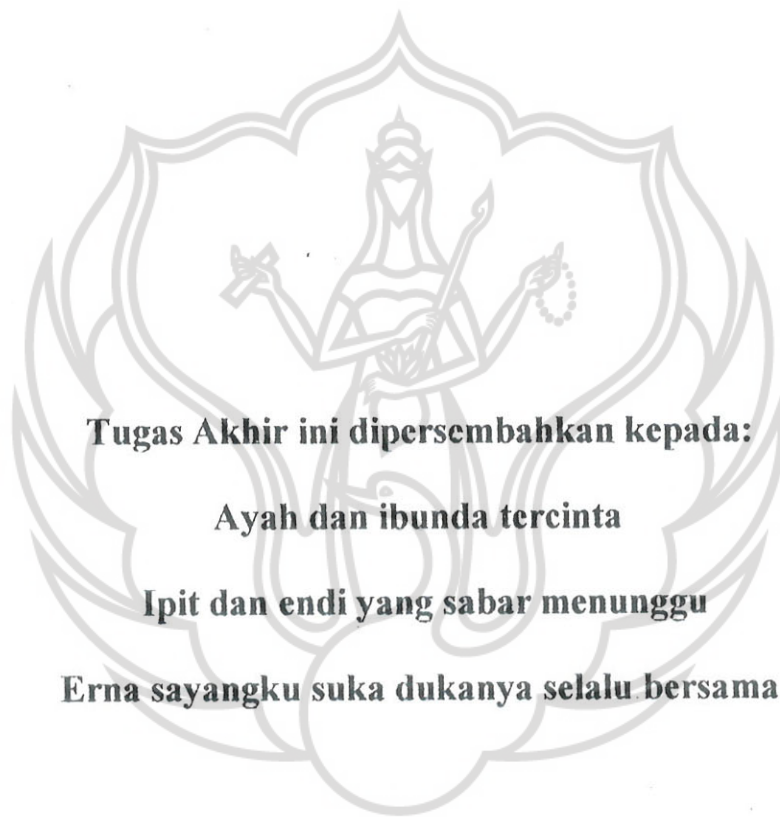 Tugas Akhir ini dipersembahkan kepada:
Ayah dan ibunda tercinta
Ipit dan endi yang sabar menunggu
Erna sayangku suka dukanya selalu bersama